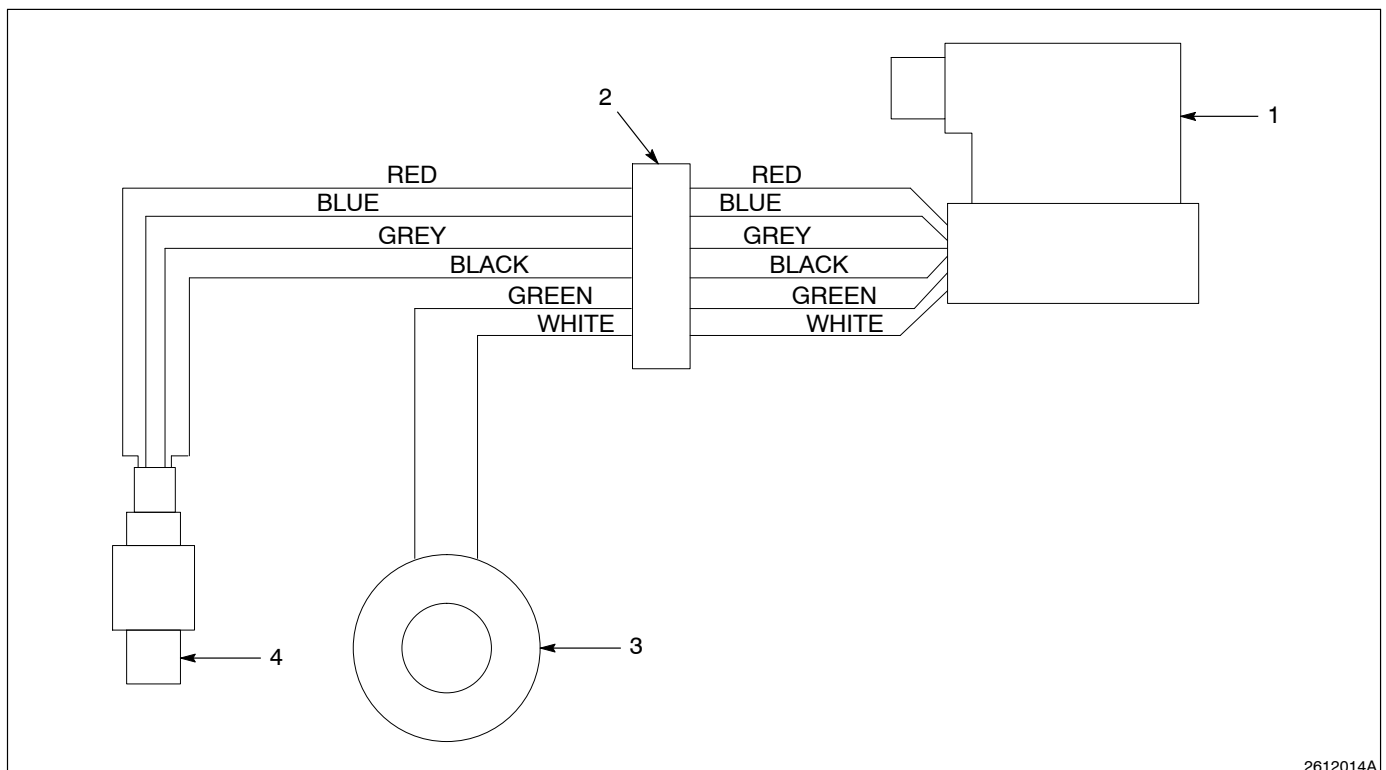 2
1
RED RED
BLUE BLUE
GREY GREY
BLACK BLACK
GREEN GREEN
WHITE WHITE
4
3
2612014A